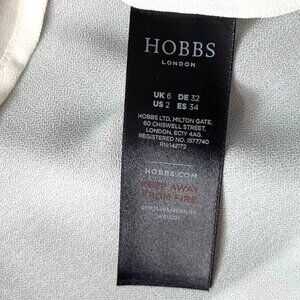 HOBBS
LONDON
UK 6 DE 32
US 2 ES 34
HOBBS LTD, MILTON GATE,
60 CHISWELL STREET,
LONDON, EC1Y 4AG.
REGISTERED NO. 1577740
RN:142172
HOBBS.COM
KEEP AWAY
FROM FIRE